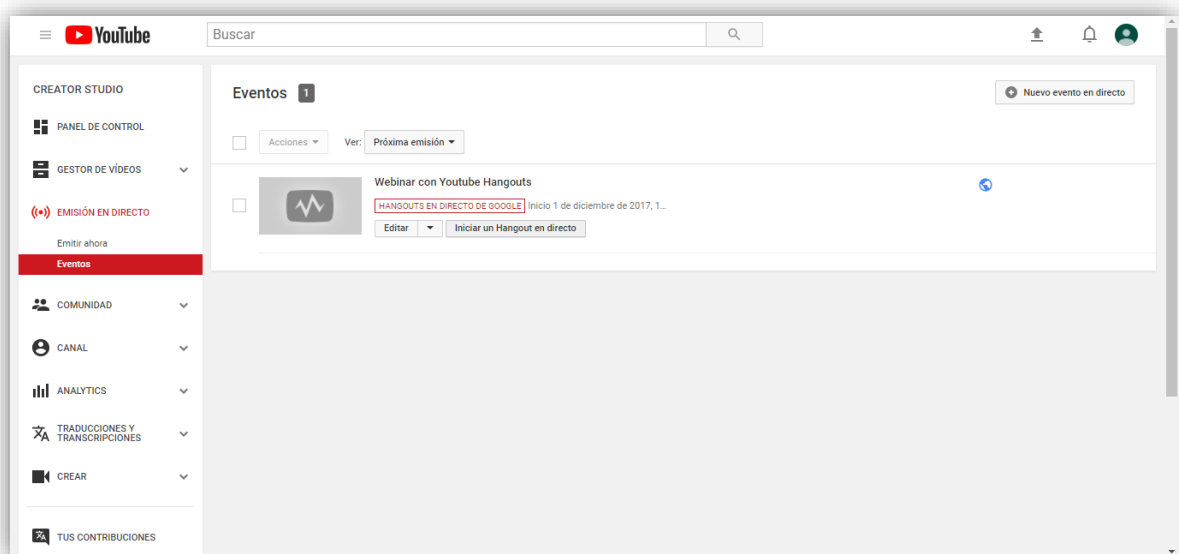 YouTube
Buscar
CREATOR STUDIO
PANEL DE CONTROL
GESTOR DE VÍDEOS
EMISIÓN EN DIRECTO
Emitir ahora
Eventos
COMUNIDAD
CANAL
ANALYTICS
TRADUCCIONES Y
TRANSCRIPCIONES
CREAR
TUS CONTRIBUCIONES
Eventos 1
Nuevo evento en directo
Acciones
Ver: Próxima emisión
Webinar con Youtube Hangouts
HANGOUTS EN DIRECTO DE GOOGLE Inicio 1 de diciembre de 2017, 1...
Editar
Iniciar un Hangout en directo